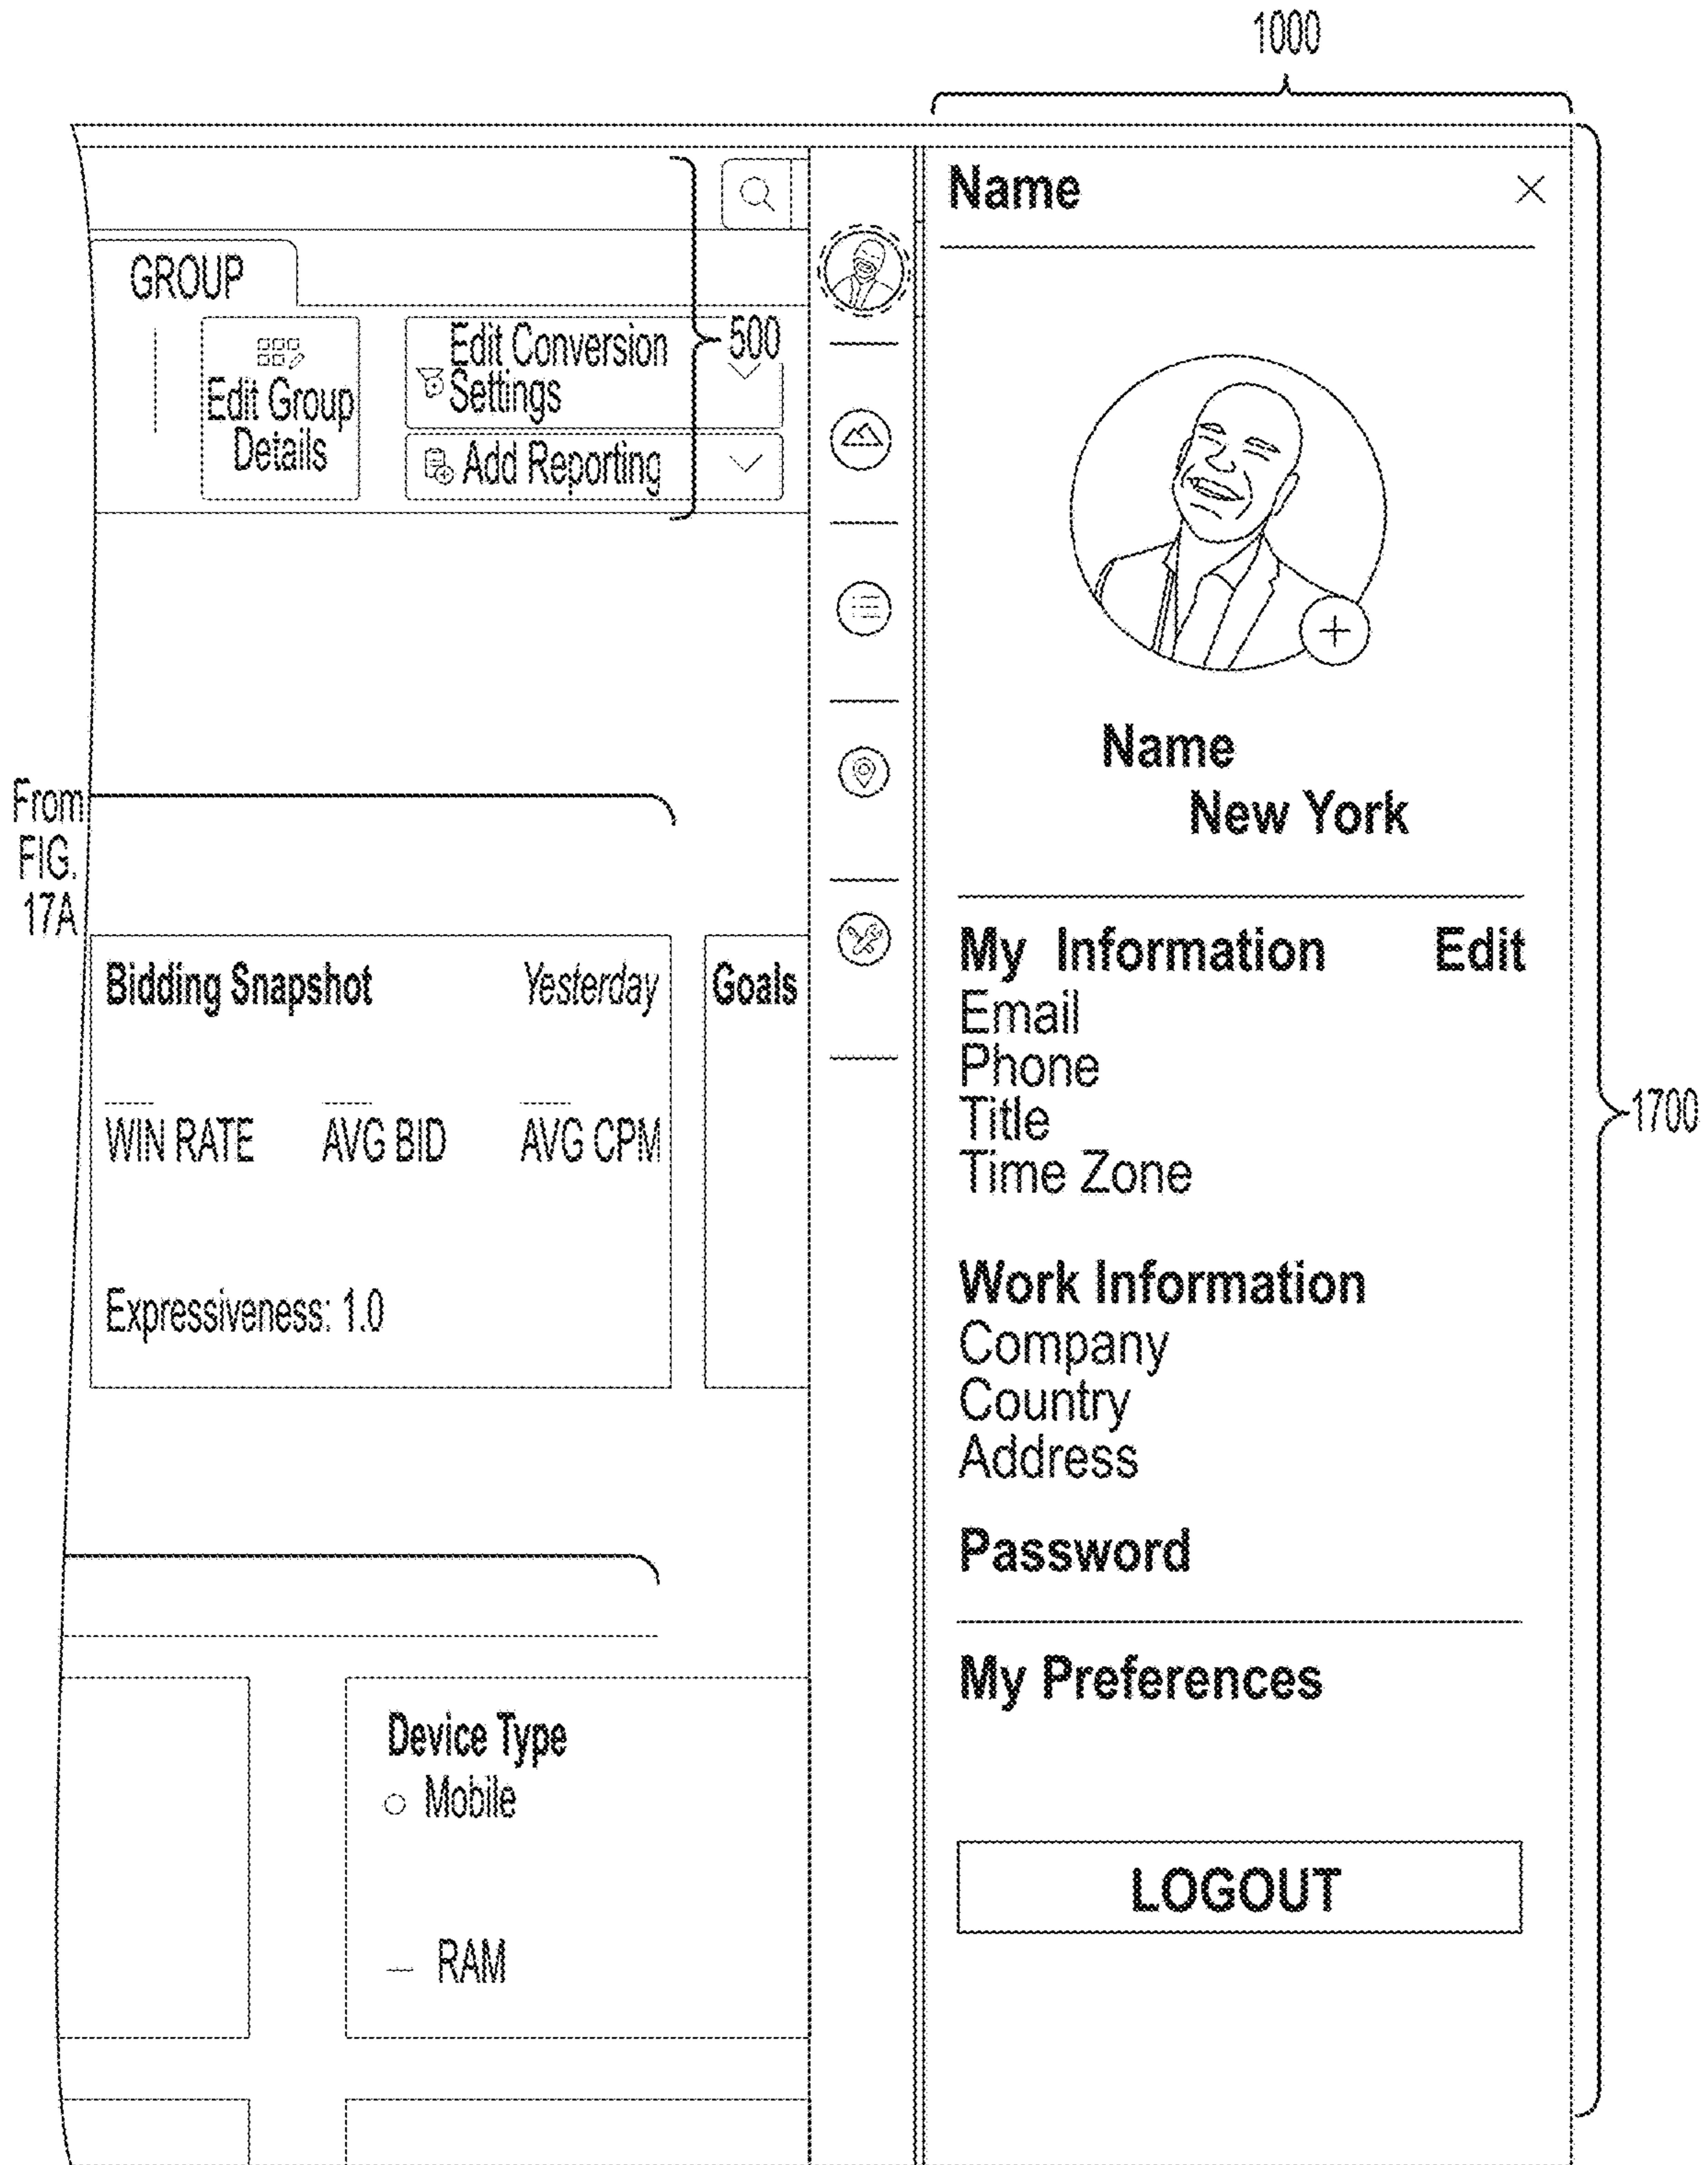 1000
GROUP
Edit Group
Details
Edit Conversion
Settings
Add Reporting
500
From
FIG.
17A
Bidding Snapshot Yesterday
WIN RATE AVG BID AVG CPM
Expressiveness: 1.0
Goals
Device Type
Mobile
RAM
Name
Name
New York
My Information Edit
Email
Phone
Title
Time Zone
Work Information
Company
Country
Address
Password
My Preferences
LOGOUT
1700